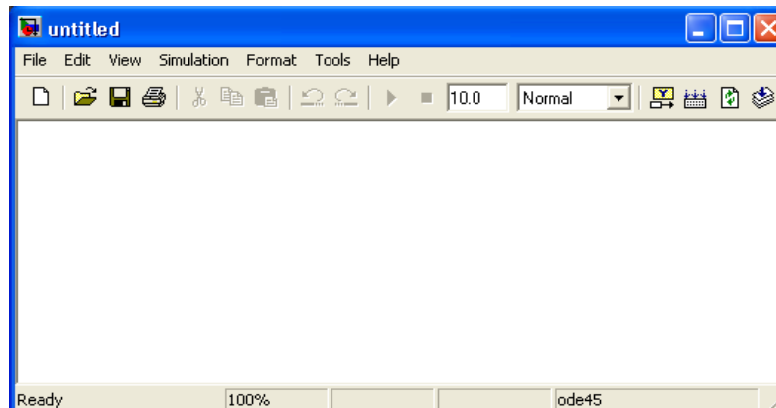 untitled
File Edit View Simulation Format Tools Help
10.0 Normal
Ready 100% ode45